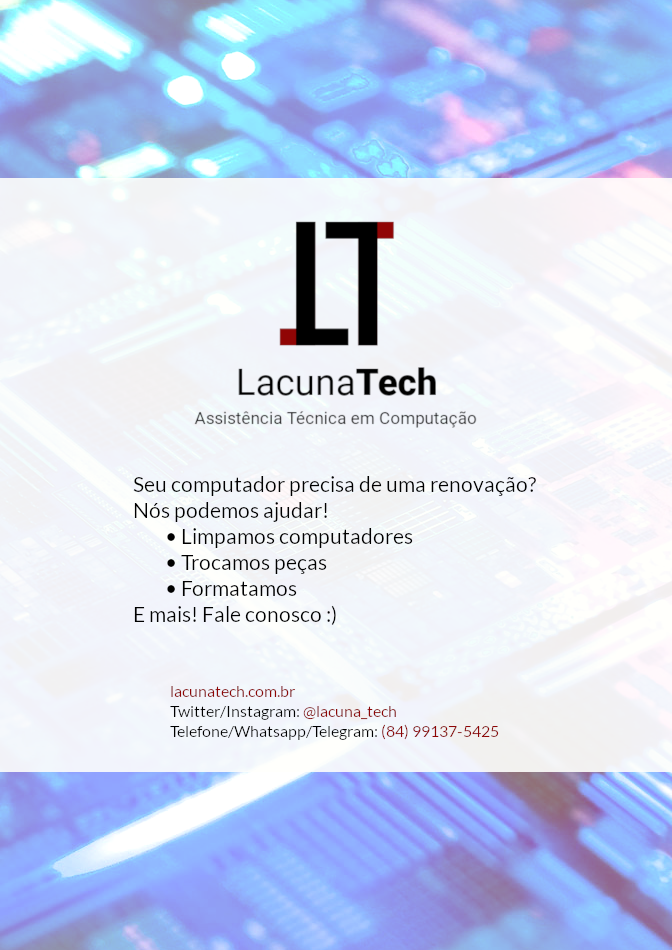 LT
LacunaTech
Assistência Técnica em Computação
Seu computador precisa de uma renovação?
Nós podemos ajudar!
• Limpamos computadores
• Trocamos peças
• Formatamos
E mais! Fale conosco :)
lacunatech.com.br
Twitter/Instagram: @lacuna_tech
Telefone/Whatsapp/Telegram: (84) 99137-5425